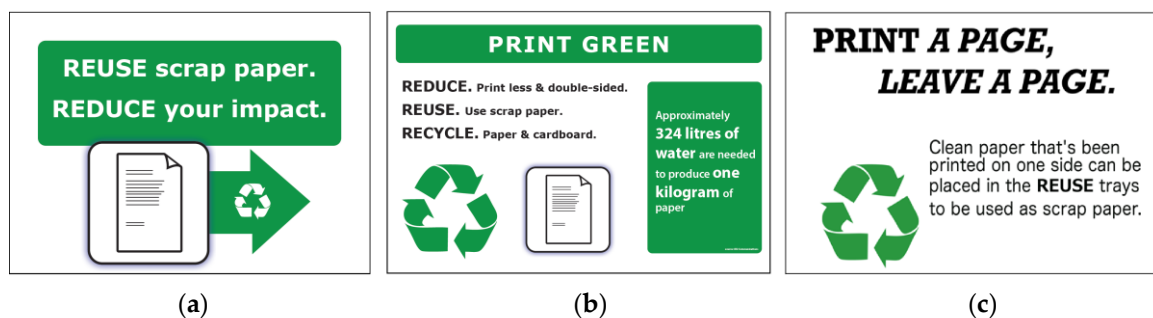 REUSE scrap paper.
REDUCE your impact.
(a)
PRINT GREEN
REDUCE. Print less & double-sided.
REUSE. Use scrap paper.
RECYCLE. Paper & cardboard.
Approximately
324 litres of
water are needed
to produce one
kilogram of
paper
(b)
PRINT A PAGE,
LEAVE A PAGE.
Clean paper that's been
printed on one side can be
placed in the REUSE trays
to be used as scrap paper.
(c)